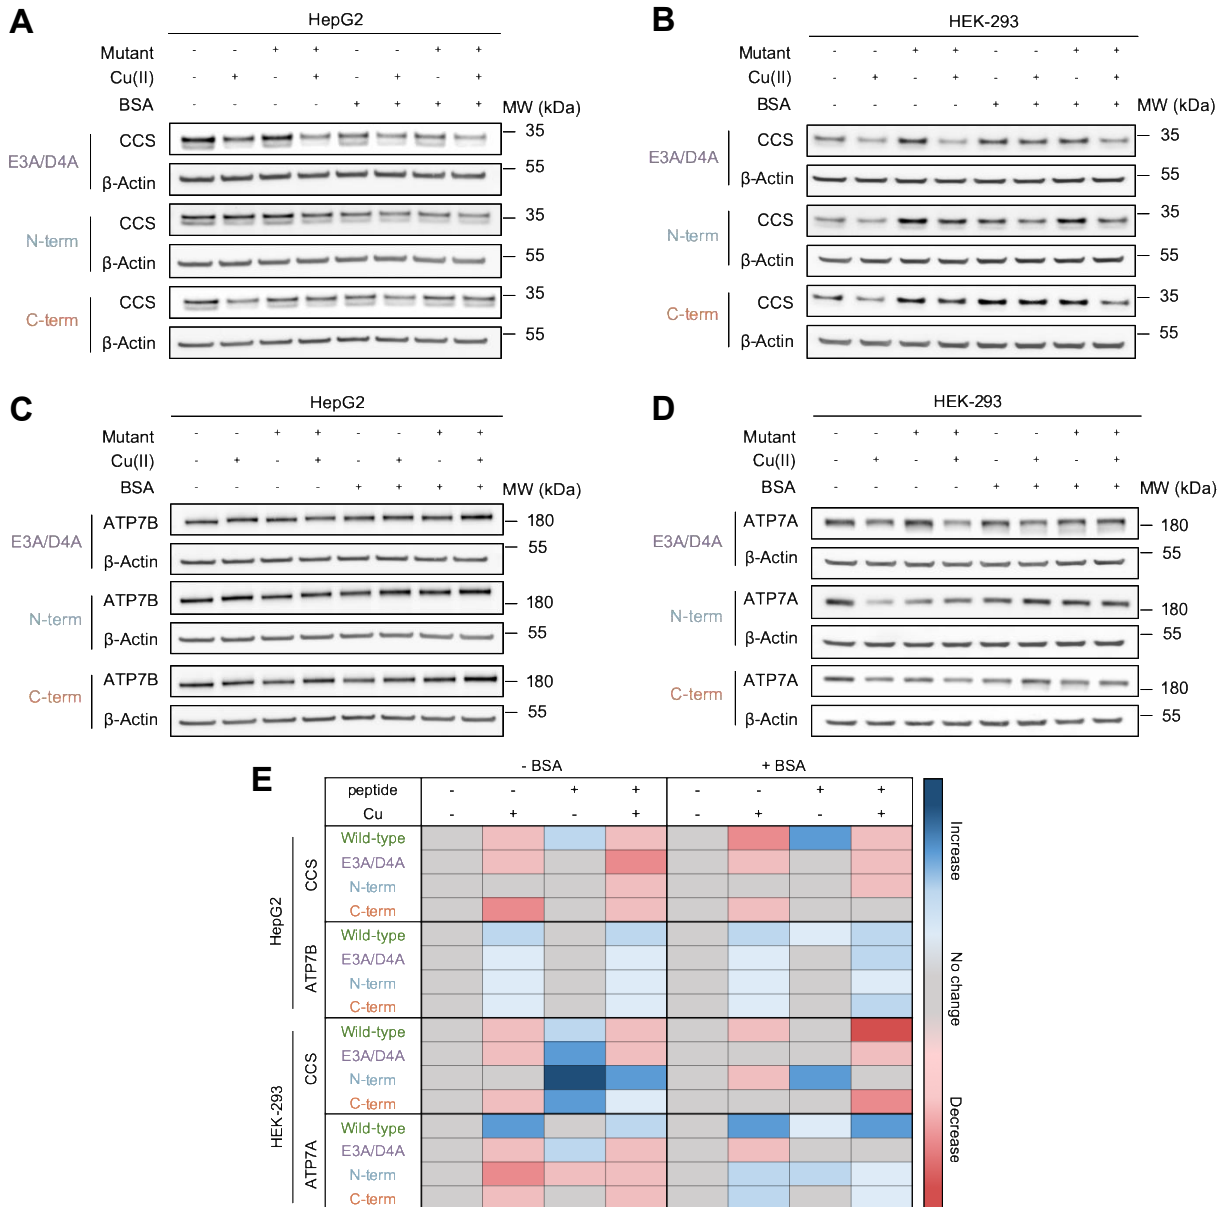 A
HepG2
Mutant - - + + - - + +
Cu(II) - + - + - + - +
BSA - - - - + + + +
MW (kDa)
E3A/D4A
CCS
35
β-Actin
55
N-term
CCS
35
β-Actin
55
C-term
CCS
35
β-Actin
55
B
HEK-293
Mutant - - + + - - + +
Cu(II) - + - + - + - +
BSA - - - - + + + +
MW (kDa)
E3A/D4A
CCS
35
β-Actin
55
N-term
CCS
35
β-Actin
55
C-term
CCS
35
β-Actin
55
C
HepG2
Mutant - - + + - - + +
Cu(II) - + - + - + - +
BSA - - - - + + + +
MW (kDa)
E3A/D4A
ATP7B
180
β-Actin
55
N-term
ATP7B
180
β-Actin
55
C-term
ATP7B
180
β-Actin
55
D
HEK-293
Mutant - - + + - - + +
Cu(II) - + - + - + - +
BSA - - - - + + + +
MW (kDa)
E3A/D4A
ATP7A
180
β-Actin
55
N-term
ATP7A
180
β-Actin
55
C-term
ATP7A
180
β-Actin
55
E
- BSA + BSA
peptide - - + + - - + +
Cu - + - + - + - +
HepG2
CCS
Wild-type
E3A/D4A
N-term
C-term
ATP7B
Wild-type
E3A/D4A
N-term
C-term
HEK-293
CCS
Wild-type
E3A/D4A
N-term
C-term
ATP7A
Wild-type
E3A/D4A
N-term
C-term
Increase
No change
Decrease